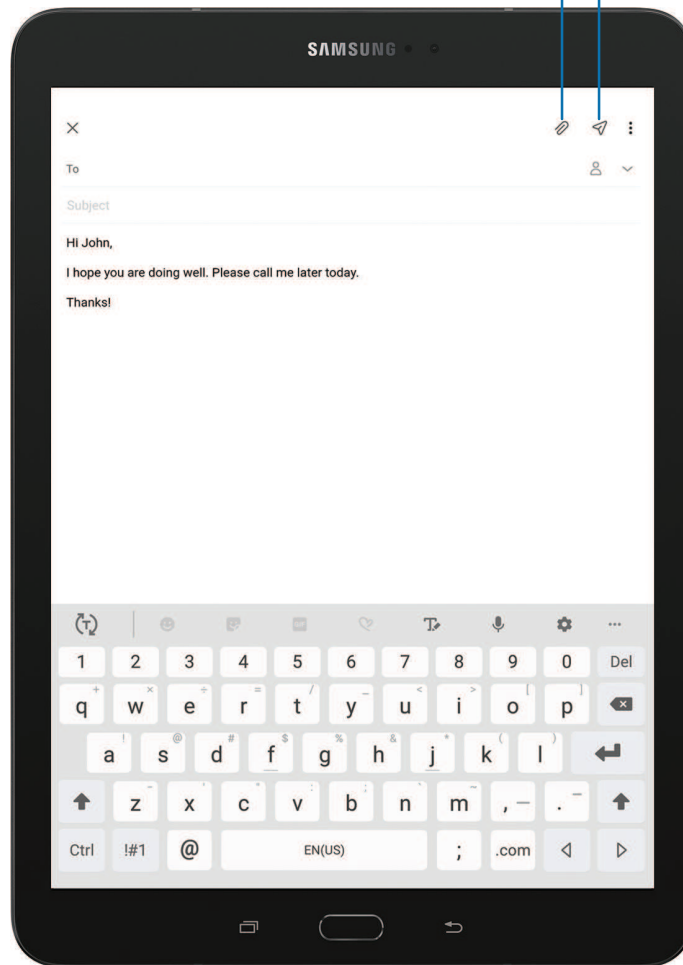 SAMSUNG
To
Subject
Hi John,
I hope you are doing well. Please call me later today.
Thanks!
1 2 3 4 5 6 7 8 9 0 Del
q w e r t y u i o p
a s d f g h j k l
z x c v b n m , — .
Ctrl !#1 @ EN(US) ; .com